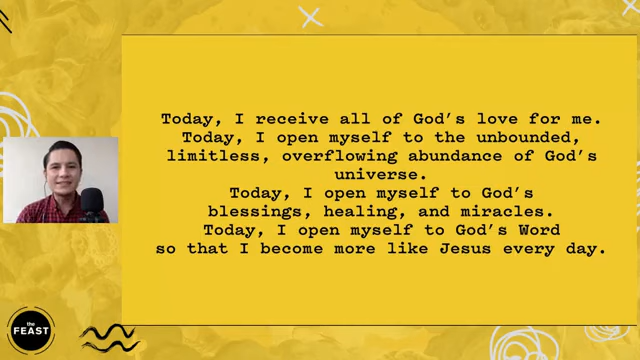 Today, I receive all of God's love for me.
Today, I open myself to the unbounded,
limitless, overflowing abundance of God's
universe.
Today, I open myself to God's
blessings, healing, and miracles.
Today, I open myself to God's Word
so that I become more like Jesus every day.
the
FEAST